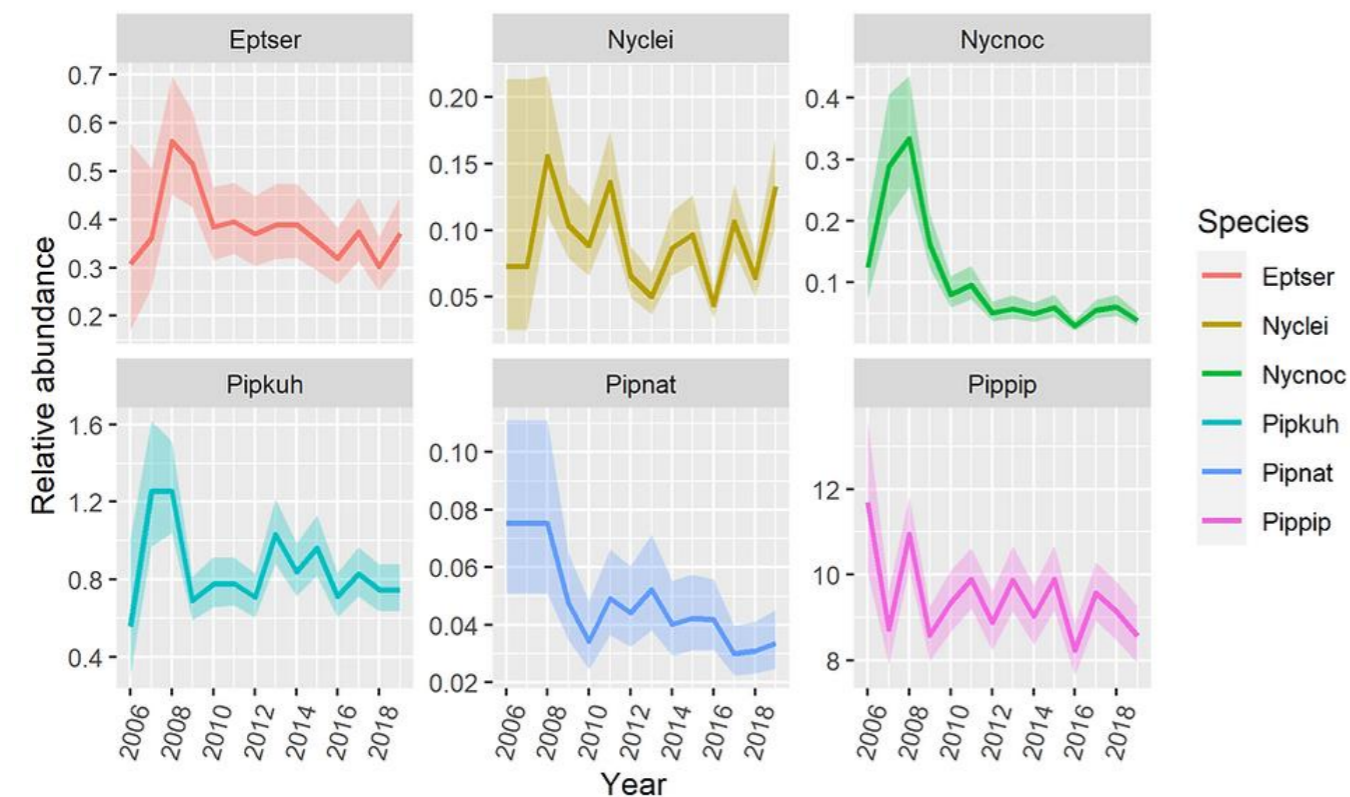 Eptser
Nyclei
Nycnoc
0.7
0.6
0.5
0.4
0.3
0.2
0.20
0.15
0.10
0.05
0.4
0.3
0.2
0.1
Relative abundance
Pipkuh
Pipnat
Pippip
1.6
1.2
0.8
0.4
0.10
0.08
0.06
0.04
0.02
12
10
8
2006 2008 2010 2012 2014 2016 2018
2006 2008 2010 2012 2014 2016 2018
2006 2008 2010 2012 2014 2016 2018
Year
Species
Eptser
Nyclei
Nycnoc
Pipkuh
Pipnat
Pippip